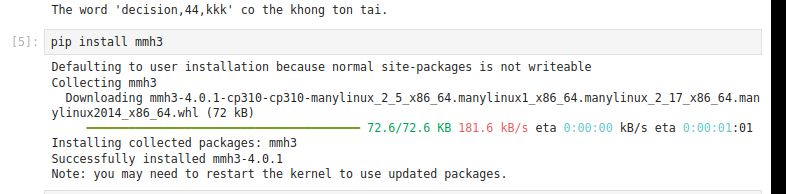 The word 'decision,44,kkk' co the khong ton tai.
[5]: pip install mmh3
Defaulting to user installation because normal site-packages is not writeable
Collecting mmh3
  Downloading mmh3-4.0.1-cp310-cp310-manylinux_2_5_x86_64.manylinux1_x86_64.manylinux_2_17_x86_64.man
ylinux2014_x86_64.whl (72 kB)
72.6/72.6 KB 181.6 kB/s eta 0:00:00 kB/s eta 0:00:01:01
Installing collected packages: mmh3
Successfully installed mmh3-4.0.1
Note: you may need to restart the kernel to use updated packages.